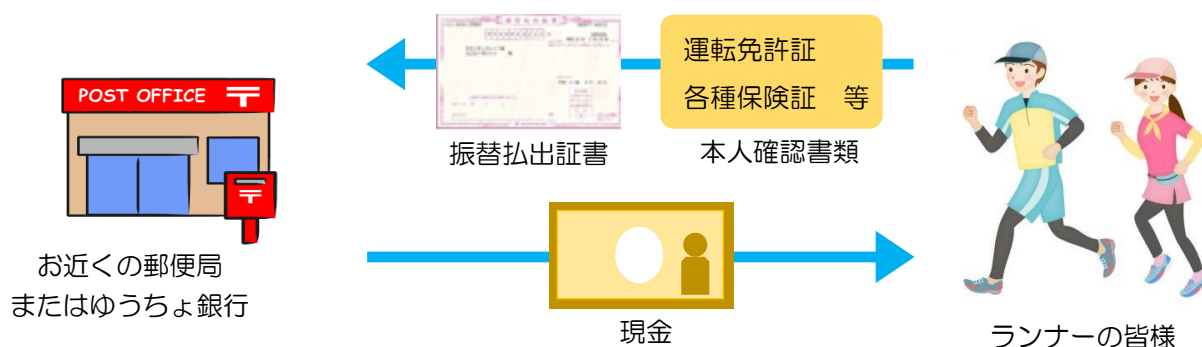 運転免許証
各種保険証　等
POST OFFICE 〒
振替払出証書
本人確認書類
〒
お近くの郵便局
またはゆうちょ銀行
現金
ランナーの皆様